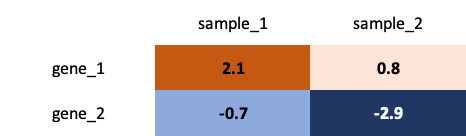 sample_1 sample_2
gene_1 2.1 0.8
gene_2 -0.7 -2.9